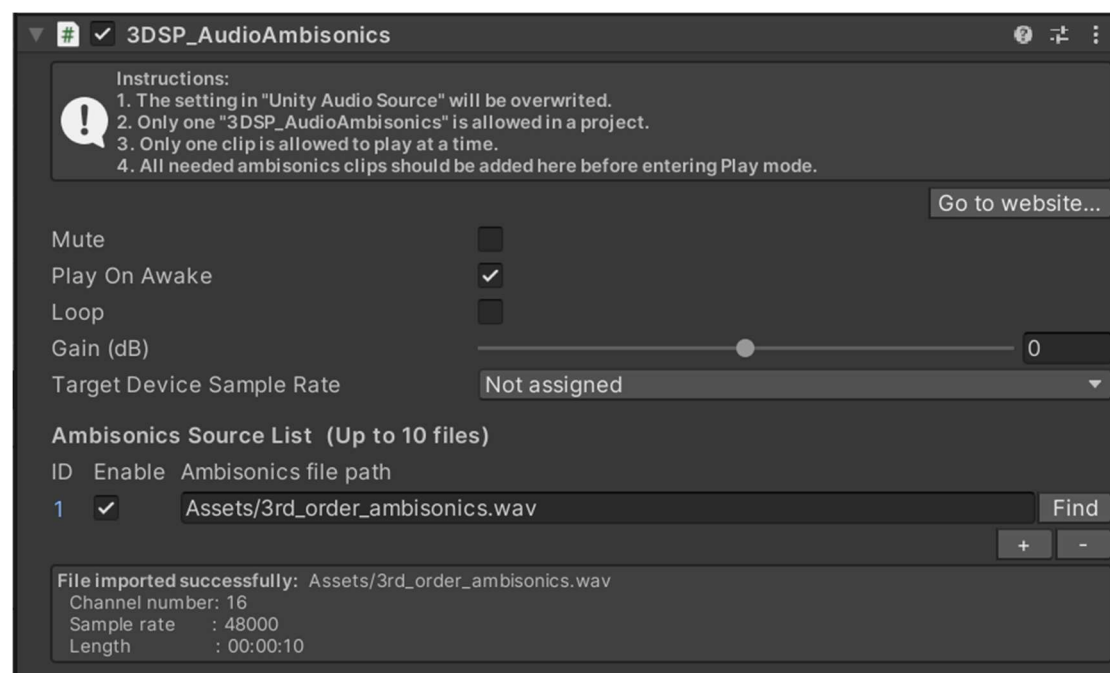 3DSP_AudioAmbisonics
Instructions:
1. The setting in "Unity Audio Source" will be overwrited.
2. Only one "3DSP_AudioAmbisonics" is allowed in a project.
3. Only one clip is allowed to play at a time.
4. All needed ambisonics clips should be added here before entering Play mode.
Go to website...
Mute
Play On Awake
Loop
Gain (dB) 0
Target Device Sample Rate Not assigned
Ambisonics Source List (Up to 10 files)
ID Enable Ambisonics file path
1 Assets/3rd_order_ambisonics.wav Find
+ -
File imported successfully: Assets/3rd_order_ambisonics.wav
Channel number: 16
Sample rate : 48000
Length : 00:00:10